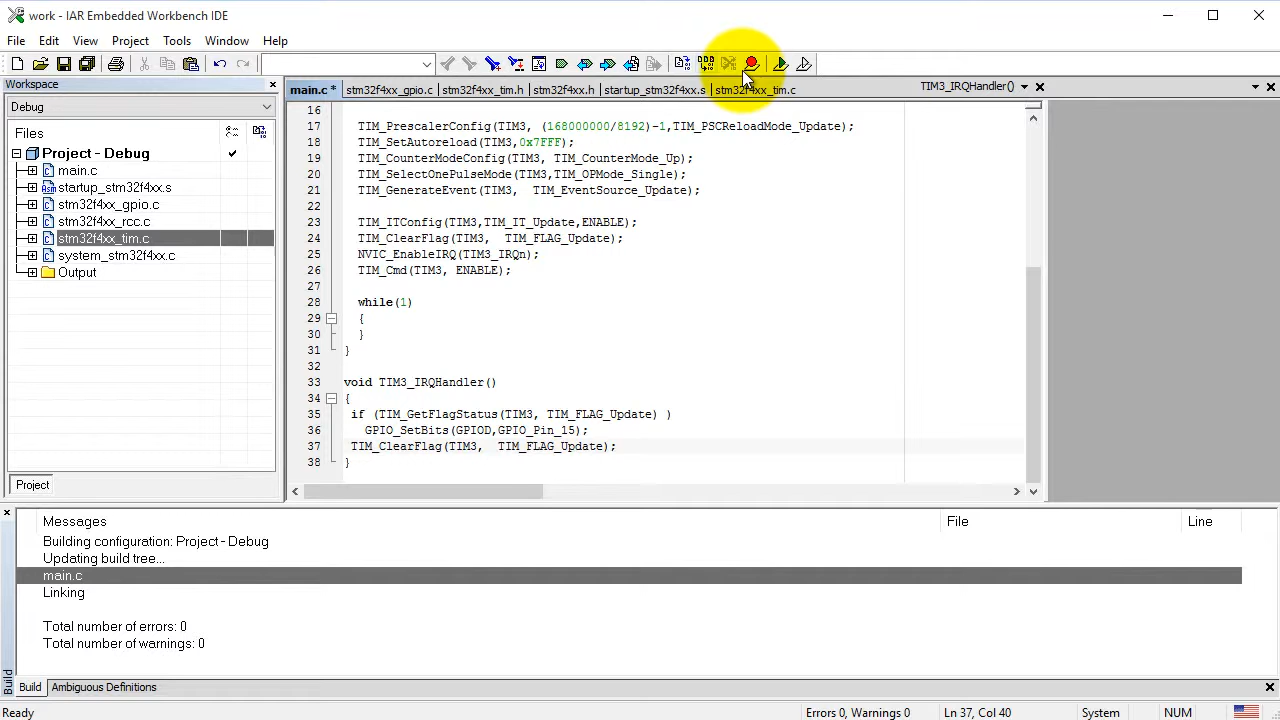 work - IAR Embedded Workbench IDE
File Edit View Project Tools Window Help
Workspace
main.c * stm32f4xx_gpio.c stm32f4xx_tim.h stm32f4xx.h startup_stm32f4xx.s stm32f4xx_tim.c TIM3_IRQHandler()
Debug
Files
Project - Debug
main.c
startup_stm32f4xx.s
stm32f4xx_gpio.c
stm32f4xx_rcc.c
stm32f4xx_tim.c
system_stm32f4xx.c
Output
Project
16
17 TIM_PrescalerConfig(TIM3, (168000000/8192)-1,TIM_PSCReloadMode_Update);
18 TIM_SetAutoreload(TIM3,0x7FFF);
19 TIM_CounterModeConfig(TIM3, TIM_CounterMode_Up);
20 TIM_SelectOnePulseMode(TIM3,TIM_OPMode_Single);
21 TIM_GenerateEvent(TIM3, TIM_EventSource_Update);
22
23 TIM_ITConfig(TIM3,TIM_IT_Update,ENABLE);
24 TIM_ClearFlag(TIM3, TIM_FLAG_Update);
25 NVIC_EnableIRQ(TIM3_IRQn);
26 TIM_Cmd(TIM3, ENABLE);
27
28 while(1)
29 {
30 }
31 }
32
33 void TIM3_IRQHandler()
34 {
35 if (TIM_GetFlagStatus(TIM3, TIM_FLAG_Update) )
36 GPIO_SetBits(GPIOD,GPIO_Pin_15);
37 TIM_ClearFlag(TIM3, TIM_FLAG_Update);
38 }
Messages File Line
Building configuration: Project - Debug
Updating build tree...
main.c
Linking
Total number of errors: 0
Total number of warnings: 0
Build
Build Ambiguous Definitions
Ready Errors 0, Warnings 0 Ln 37, Col 40 System NUM